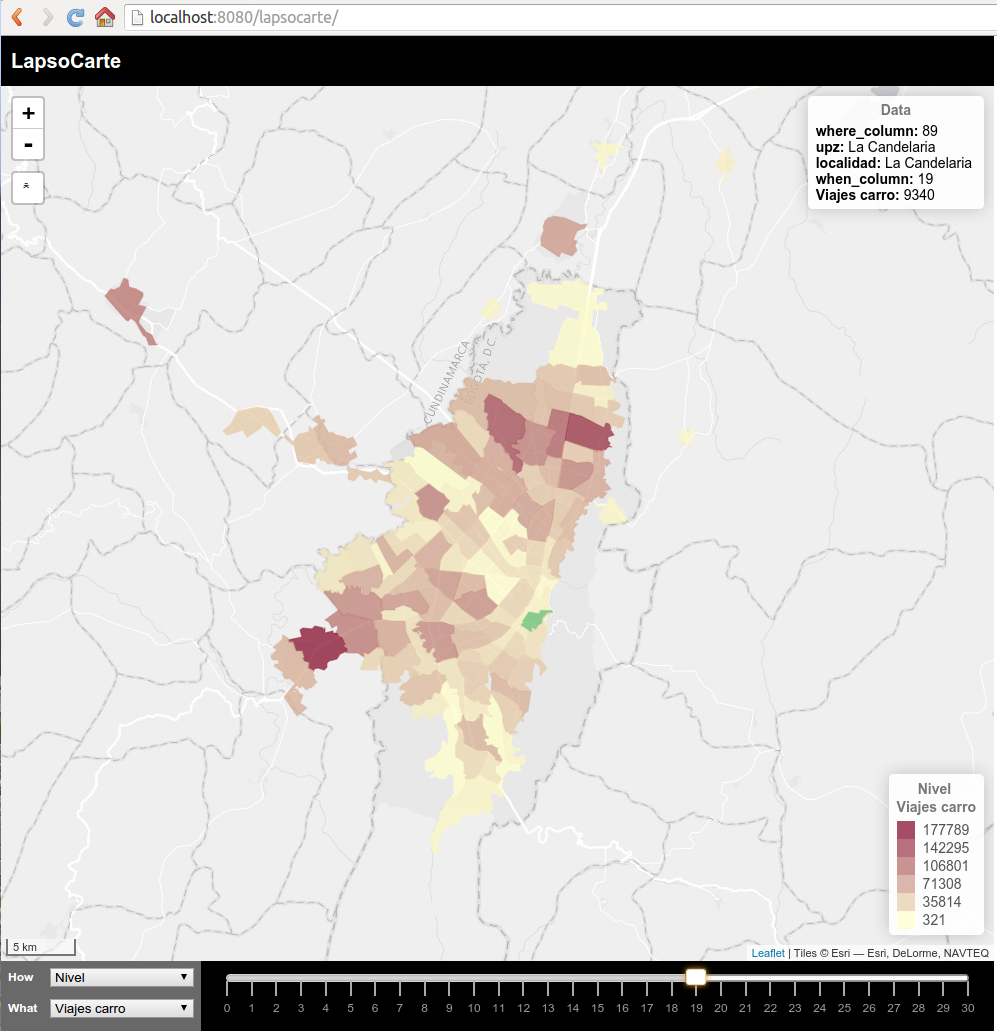 localhost:8080/lapsocarte/
LapsoCarte
+
-
Data
where_column: 89
upz: La Candelaria
localidad: La Candelaria
when_column: 19
Viajes carro: 9340
CUNDINAMARCA
BOGOTÁ, D.C.
Nivel
Viajes carro
177789
142295
106801
71308
35814
321
5 km
Leaflet | Tiles © Esri — Esri, DeLorme, NAVTEQ
How Nivel
What Viajes carro
0 1 2 3 4 5 6 7 8 9 10 11 12 13 14 15 16 17 18 19 20 21 22 23 24 25 26 27 28 29 30